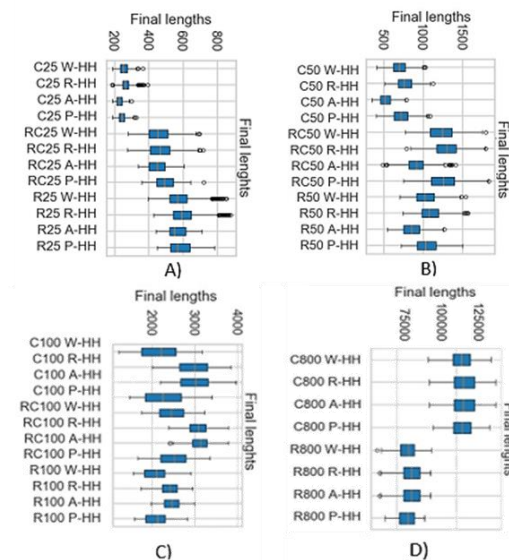 Final lengths
200 400 600 800
C25 W-HH
C25 R-HH
C25 A-HH
C25 P-HH
RC25 W-HH
RC25 R-HH
RC25 A-HH
RC25 P-HH
R25 W-HH
R25 R-HH
R25 A-HH
R25 P-HH
Final lenghts
A)
Final lengths
500 1000 1500
C50 W-HH
C50 R-HH
C50 A-HH
C50 P-HH
RC50 W-HH
RC50 R-HH
RC50 A-HH
RC50 P-HH
R50 W-HH
R50 R-HH
R50 A-HH
R50 P-HH
Final lenghts
B)
Final lengths
2000 3000 4000
C100 W-HH
C100 R-HH
C100 A-HH
C100 P-HH
RC100 W-HH
RC100 R-HH
RC100 A-HH
RC100 P-HH
R100 W-HH
R100 R-HH
R100 A-HH
R100 P-HH
Final lenghts
C)
Final lengths
75000 100000 125000
C800 W-HH
C800 R-HH
C800 A-HH
C800 P-HH
R800 W-HH
R800 R-HH
R800 A-HH
R800 P-HH
Final lenghts
D)